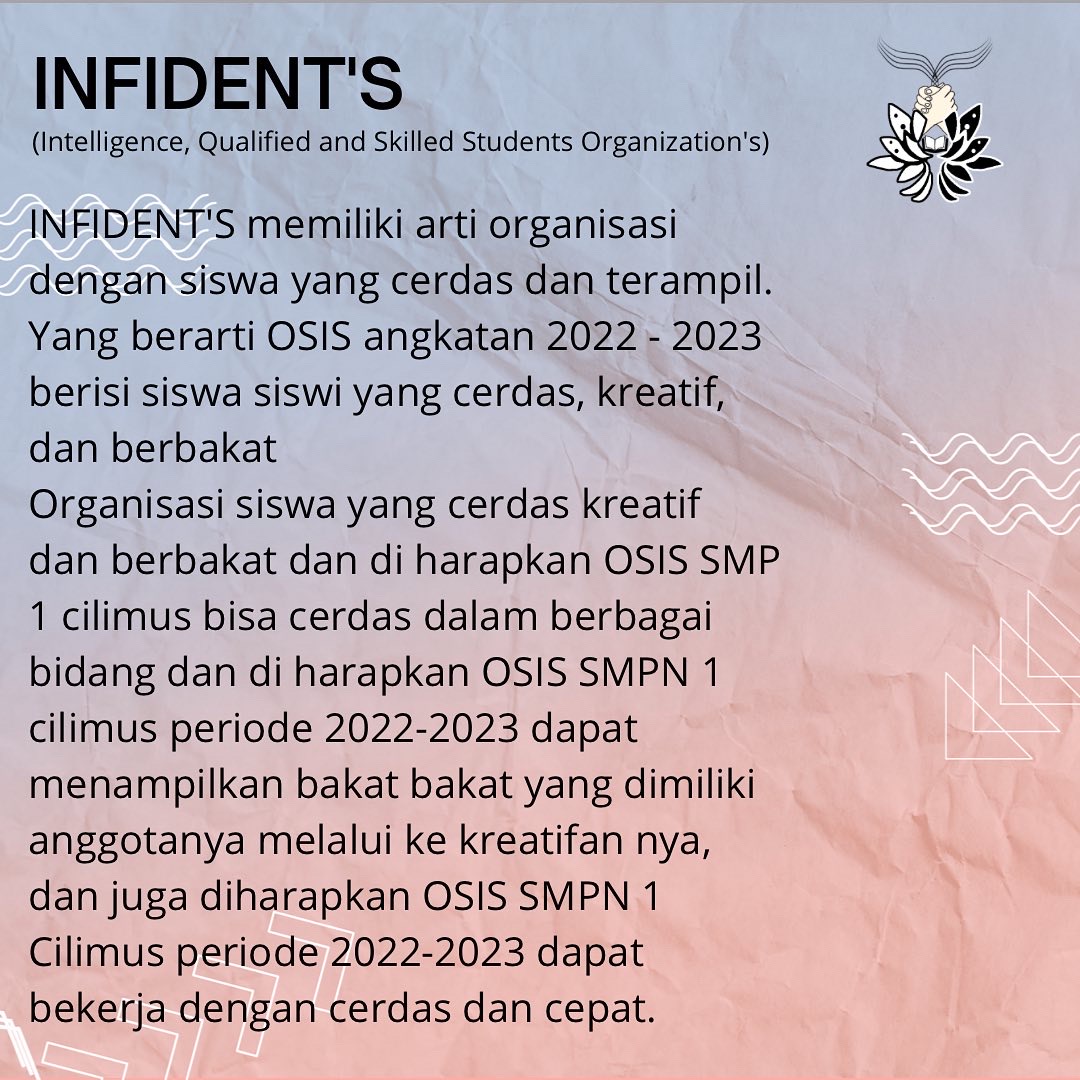 INFIDENT'S
(Intelligence, Qualified and Skilled Students Organization's)
INFIDENT'S memiliki arti organisasi
dengan siswa yang cerdas dan terampil.
Yang berarti OSIS angkatan 2022 - 2023
berisi siswa siswi yang cerdas, kreatif,
dan berbakat
Organisasi siswa yang cerdas kreatif
dan berbakat dan di harapkan OSIS SMP
1 cilimus bisa cerdas dalam berbagai
bidang dan di harapkan OSIS SMPN 1
cilimus periode 2022-2023 dapat
menampilkan bakat bakat yang dimiliki
anggotanya melalui ke kreatifan nya,
dan juga diharapkan OSIS SMPN 1
Cilimus periode 2022-2023 dapat
bekerja dengan cerdas dan cepat.